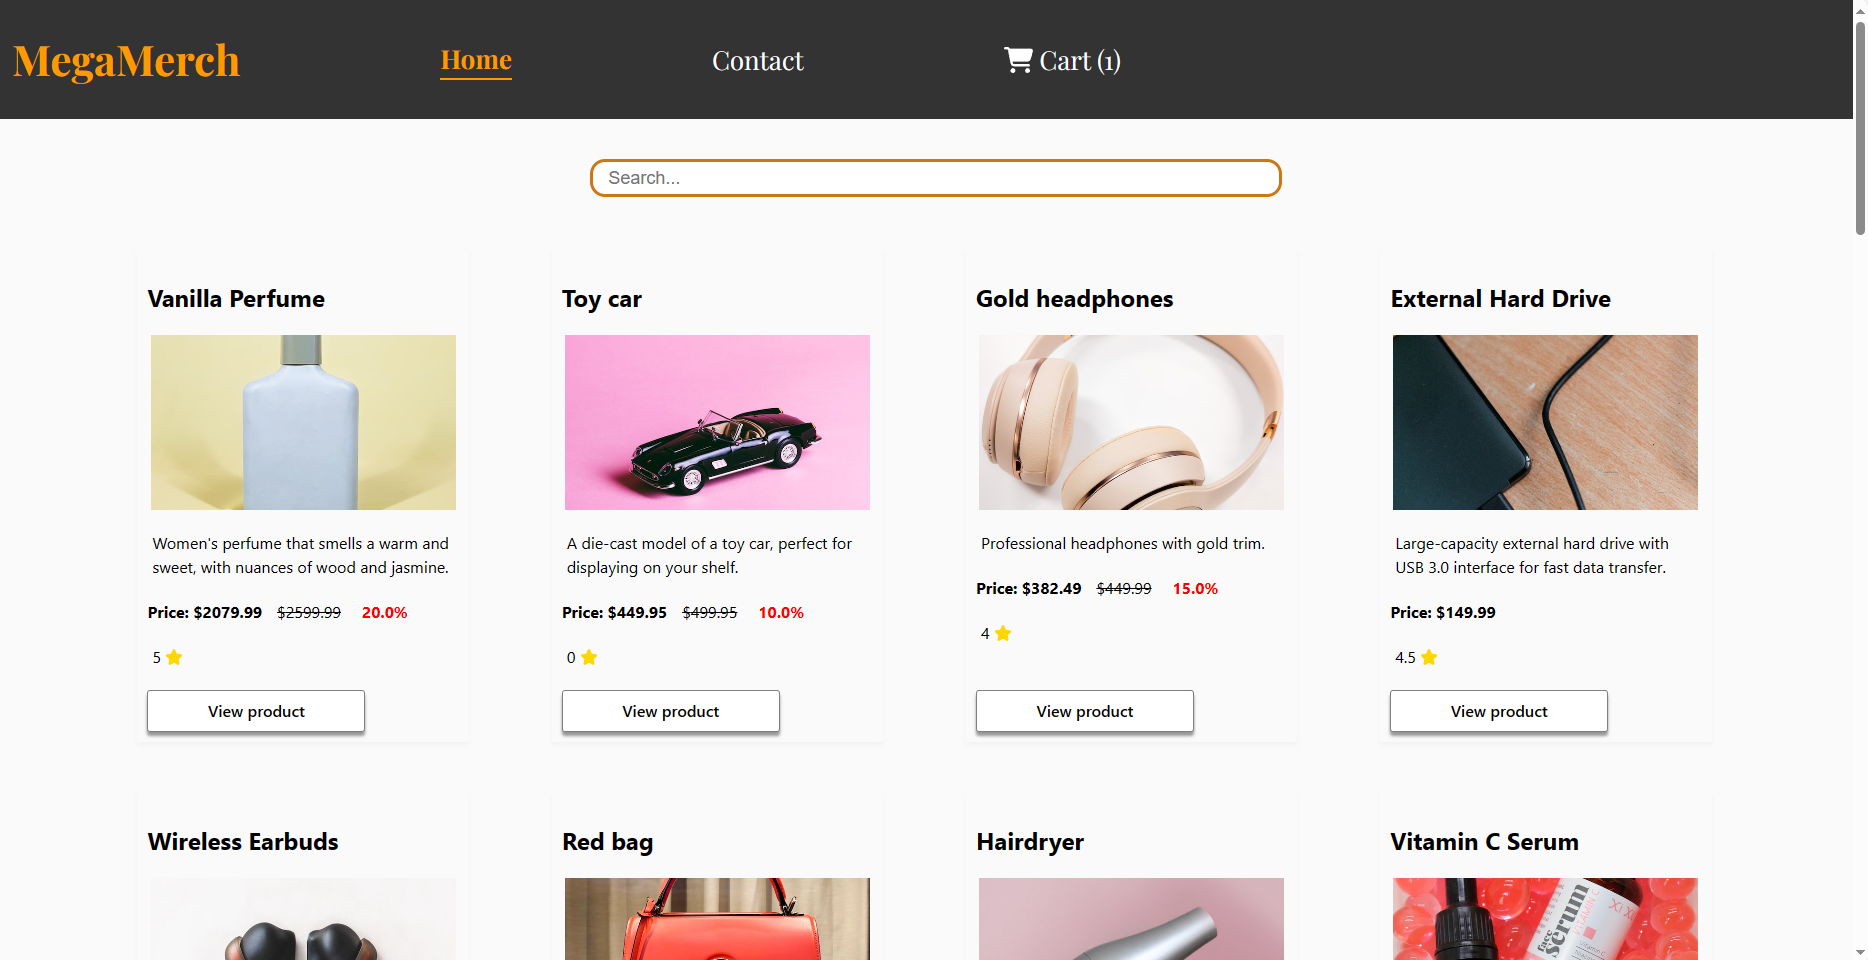 MegaMerch
Home
Contact
Cart (1)
Search...
Vanilla Perfume
Women's perfume that smells a warm and
sweet, with nuances of wood and jasmine.
Price: $2079.99 $2599.99 20.0%
5
View product
Toy car
A die-cast model of a toy car, perfect for
displaying on your shelf.
Price: $449.95 $499.95 10.0%
0
View product
Gold headphones
Professional headphones with gold trim.
Price: $382.49 $449.99 15.0%
4
View product
External Hard Drive
Large-capacity external hard drive with
USB 3.0 interface for fast data transfer.
Price: $149.99
4.5
View product
Wireless Earbuds
Red bag
Hairdryer
Vitamin C Serum
face
serum